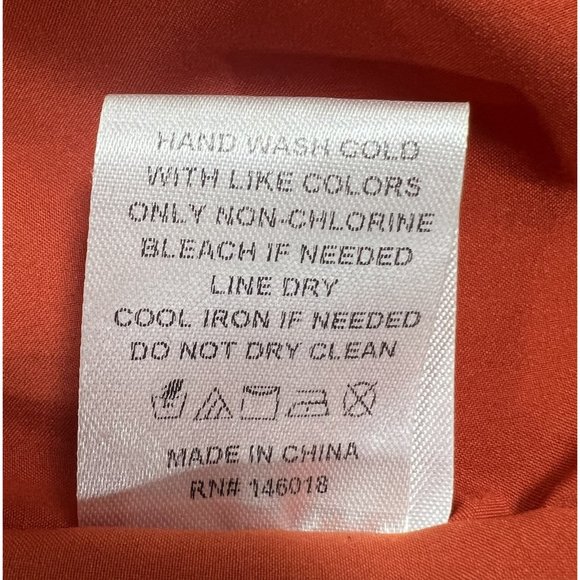 HAND WASH COLD
WITH LIKE COLORS
ONLY NON-CHLORINE
BLEACH IF NEEDED
LINE DRY
COOL IRON IF NEEDED
DO NOT DRY CLEAN
MADE IN CHINA
RN# 146018